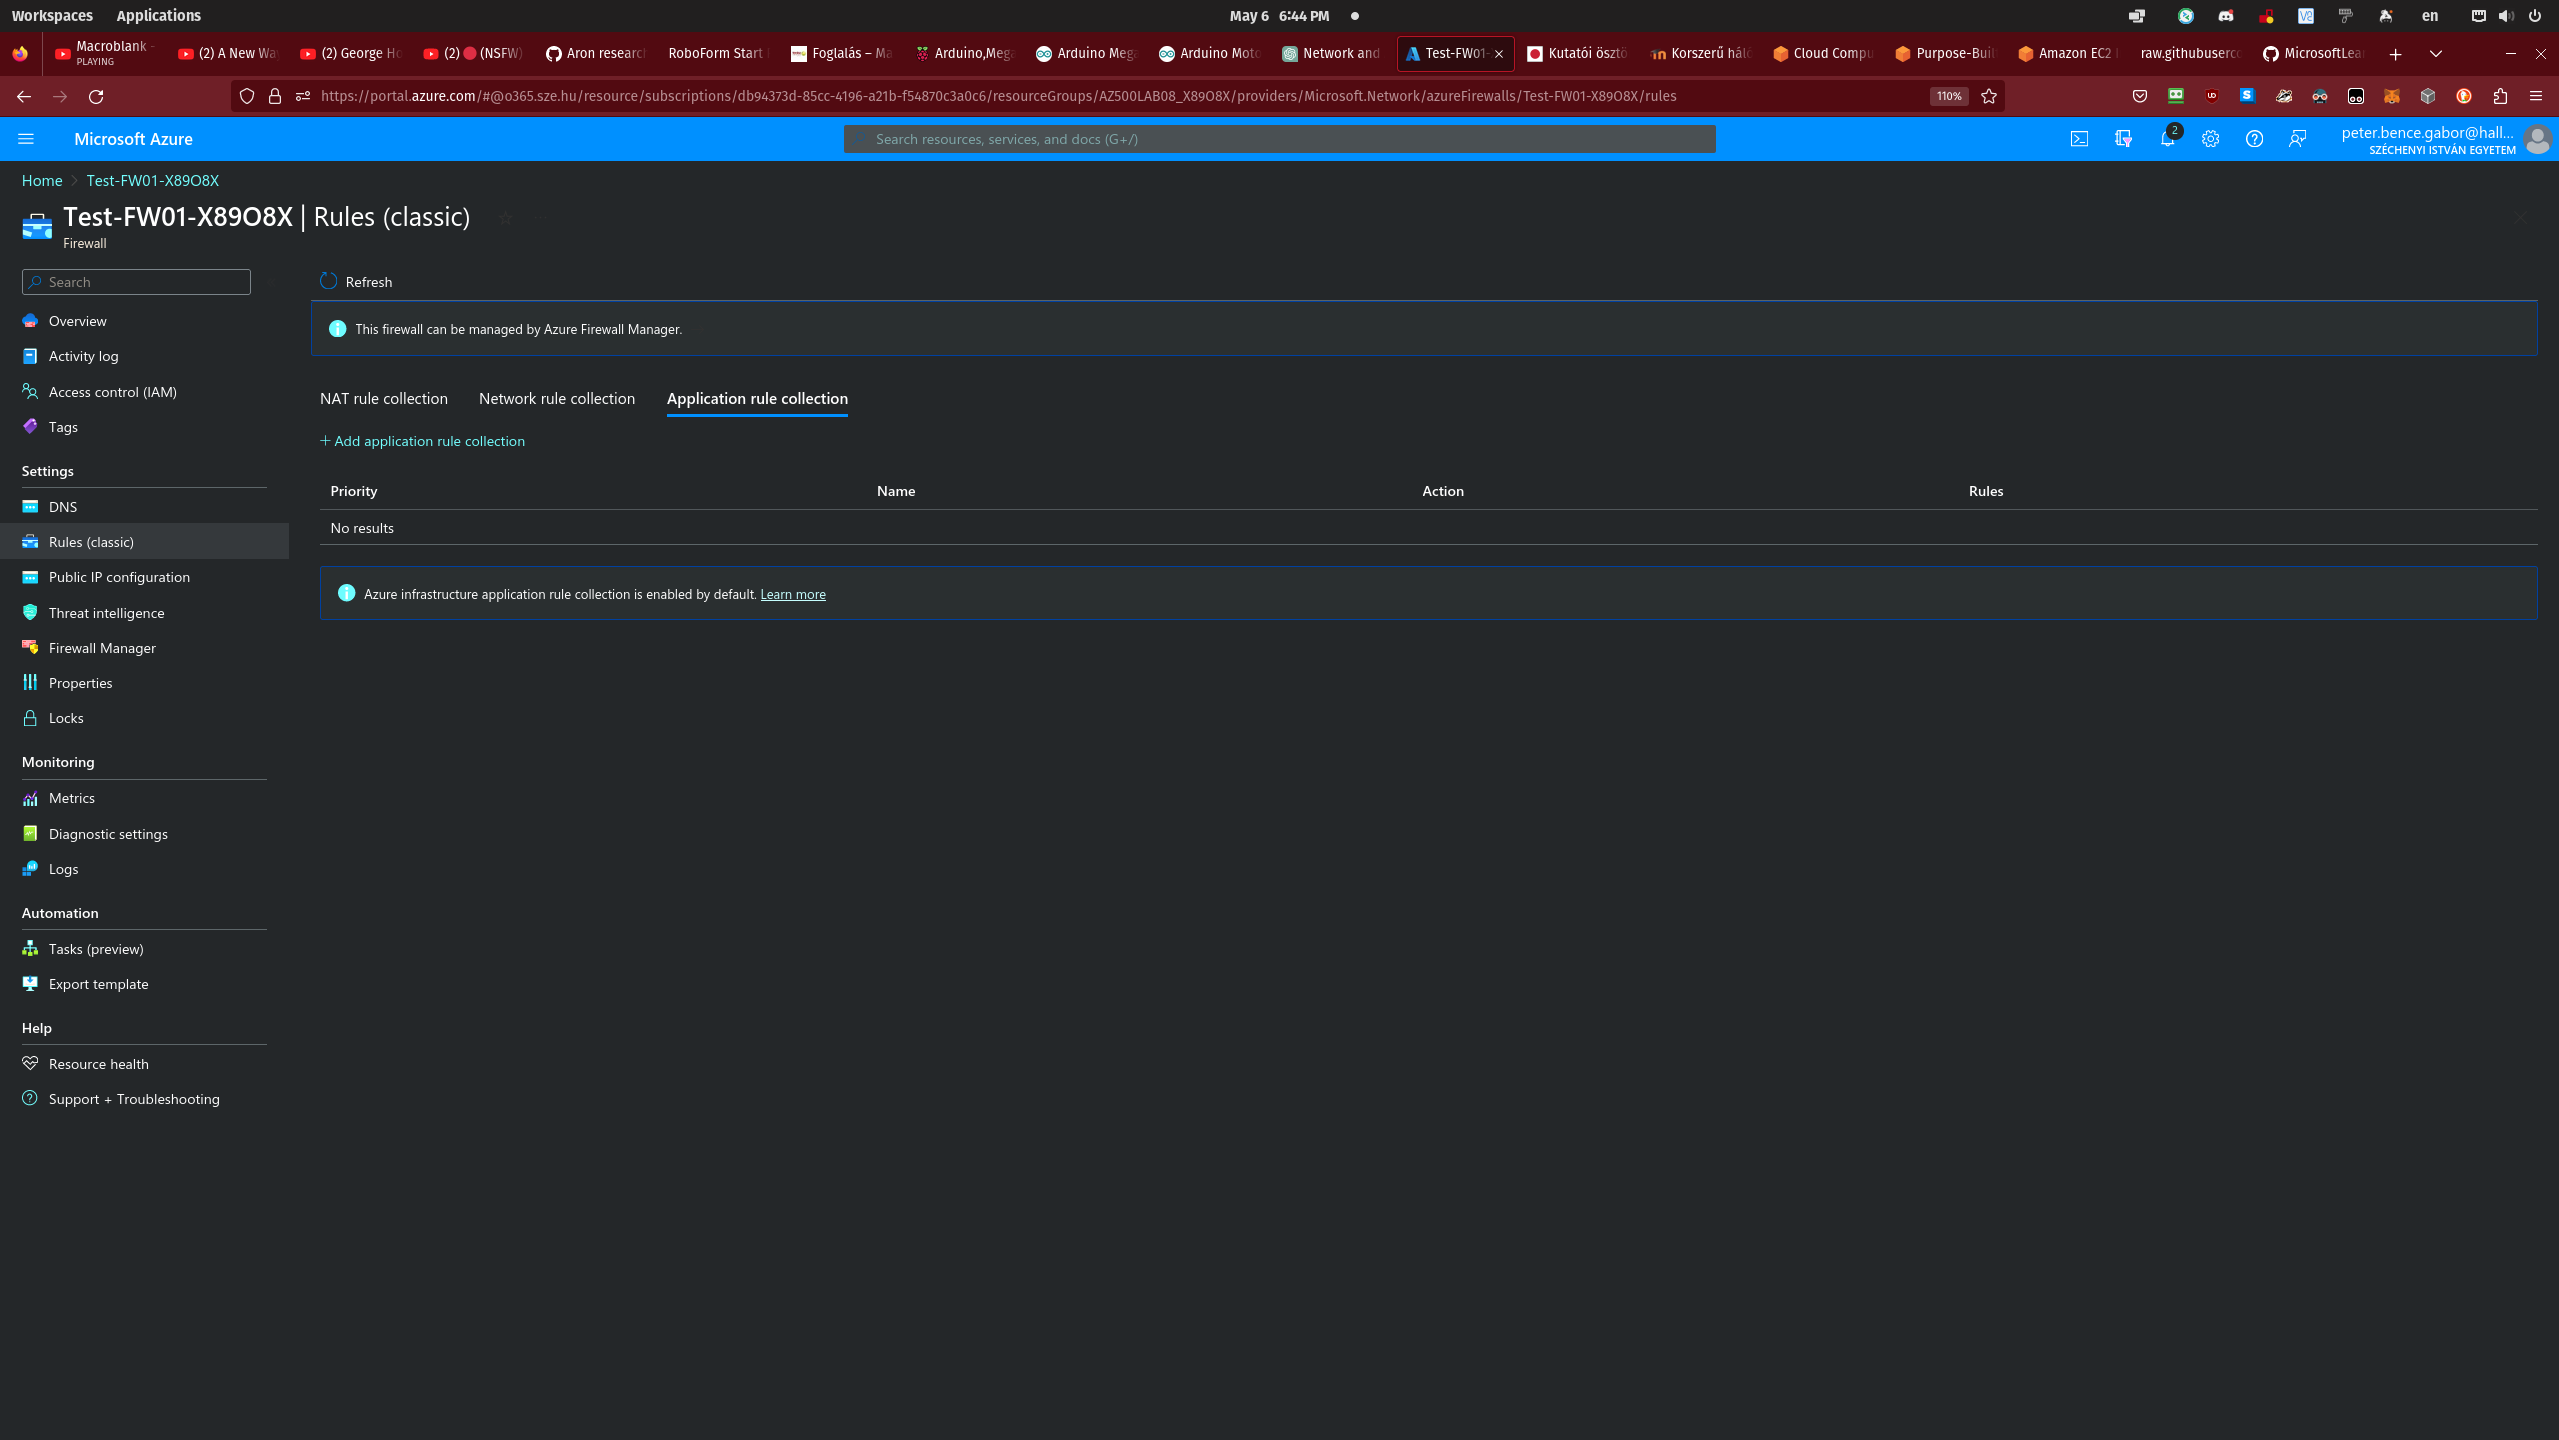 Workspaces Applications May 6 6:44 PM en
Macroblank - PLAYING
(2) A New Wa
(2) George Ho
(2) 🔴 (NSFW)
Aron research
RoboForm Start
Foglalás – Ma
Arduino,Mega
Arduino Mega
Arduino Moto
Network and
Test-FW01-
Kutatói ösztö
Korszerű háló
Cloud Compu
Purpose-Buil
Amazon EC2
raw.githubuserco
MicrosoftLear
https://portal.azure.com/#@o365.sze.hu/resource/subscriptions/db94373d-85cc-4196-a21b-f54870c3a0c6/resourceGroups/AZ500LAB08_X89O8X/providers/Microsoft.Network/azureFirewalls/Test-FW01-X89O8X/rules 110%
Microsoft Azure
Search resources, services, and docs (G+/)
2
peter.bence.gabor@hall...
SZÉCHENYI ISTVÁN EGYETEM
Home > Test-FW01-X89O8X
Test-FW01-X89O8X | Rules (classic)
Firewall
Search
Overview
Activity log
Access control (IAM)
Tags
Settings
DNS
Rules (classic)
Public IP configuration
Threat intelligence
Firewall Manager
Properties
Locks
Monitoring
Metrics
Diagnostic settings
Logs
Automation
Tasks (preview)
Export template
Help
Resource health
Support + Troubleshooting
Refresh
This firewall can be managed by Azure Firewall Manager.
NAT rule collection Network rule collection Application rule collection
+ Add application rule collection
Priority Name Action Rules
No results
Azure infrastructure application rule collection is enabled by default. Learn more